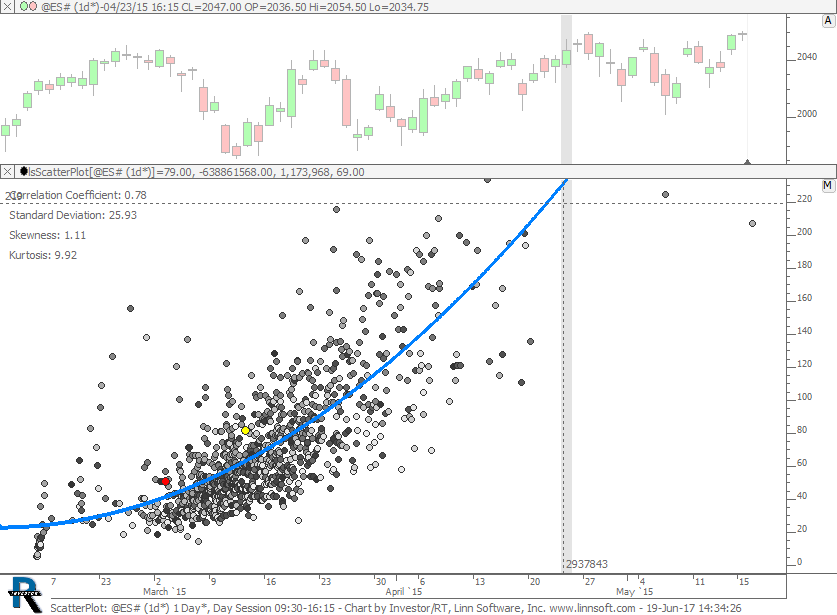 @ES# (1d*)-04/23/15 16:15 CL=2047.00 OP=2036.50 Hi=2054.50 Lo=2034.75
A
2040
2000
lsScatterPlot[@ES# (1d*)]=79.00, -638861568.00, 1,173,968, 69.00
M
Correlation Coefficient: 0.78
Standard Deviation: 25.93
Skewness: 1.11
Kurtosis: 9.92
220
200
180
160
140
120
100
80
60
40
20
0
2937843
7 23 2 9 16 23 30 6 13 20 27 4 11 15
March `15 April `15 May `15
INVESTOR
ScatterPlot: @ES# (1d*) 1 Day*, Day Session 09:30-16:15 - Chart by Investor/RT, Linn Software, Inc. www.linnsoft.com - 19-Jun-17 14:34:26